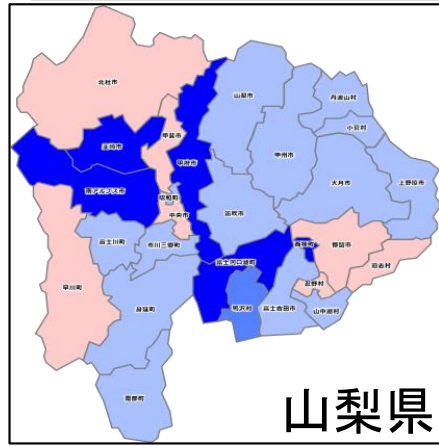 北杜市
山梨市
丹波山村
小菅村
韮崎市
甲斐市
甲府市
甲州市
大月市
上野原市
南アルプス市
昭和町
中央市
笛吹市
富士川町
市川三郷町
西桂町
都留市
道志村
早川町
富士河口湖町
忍野村
鳴沢村
富士吉田市
山中湖村
身延町
南部町
山梨県